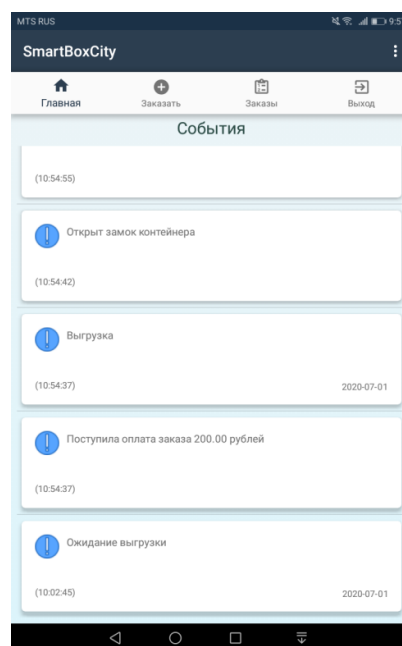 MTS RUS
9:5
SmartBoxCity
Главная
Заказать
Заказы
Выход
События
(10:54:55)
Открыт замок контейнера
(10:54:42)
Выгрузка
(10:54:37)
2020-07-01
Поступила оплата заказа 200.00 рублей
(10:54:37)
Ожидание выгрузки
(10:02:45)
2020-07-01